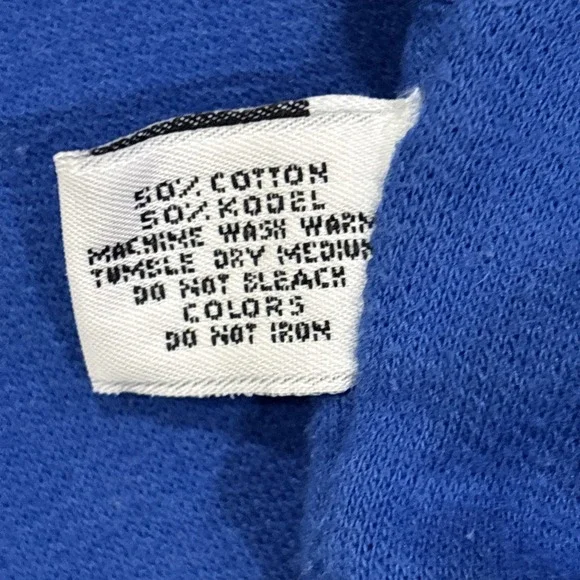 50% COTTON
50% KODEL
MACHINE WASH WARM
TUMBLE DRY MEDIUM
DO NOT BLEACH
COLORS
DO NOT IRON